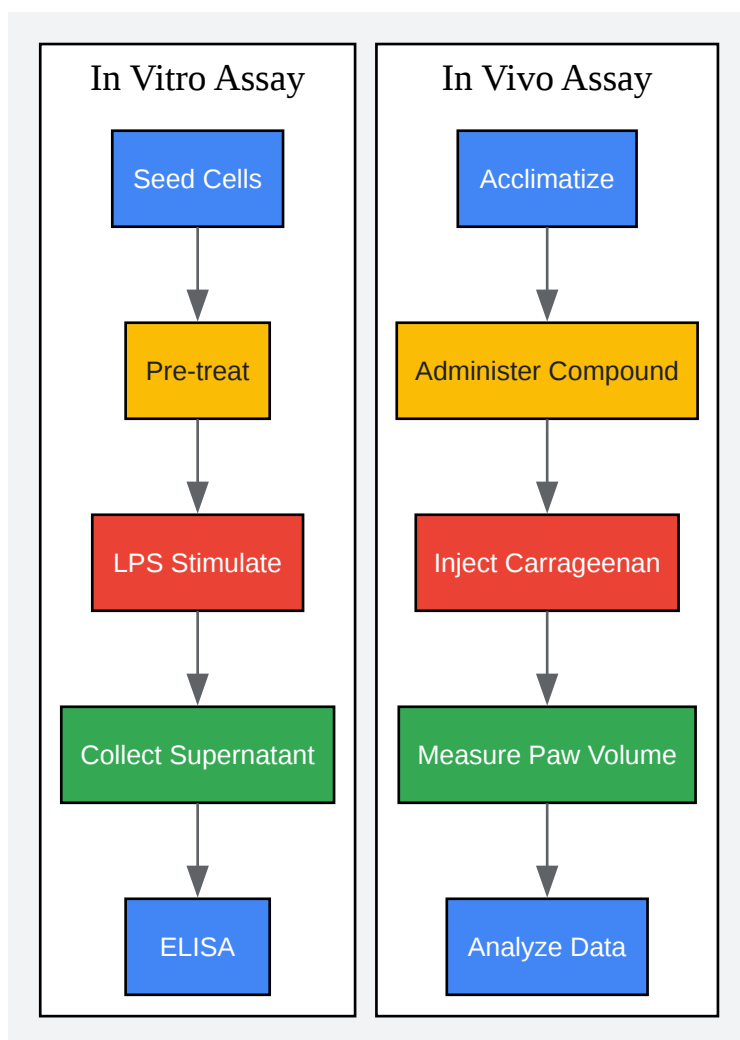 In Vitro Assay
Seed Cells
Pre-treat
LPS Stimulate
Collect Supernatant
ELISA
In Vivo Assay
Acclimatize
Administer Compound
Inject Carrageenan
Measure Paw Volume
Analyze Data